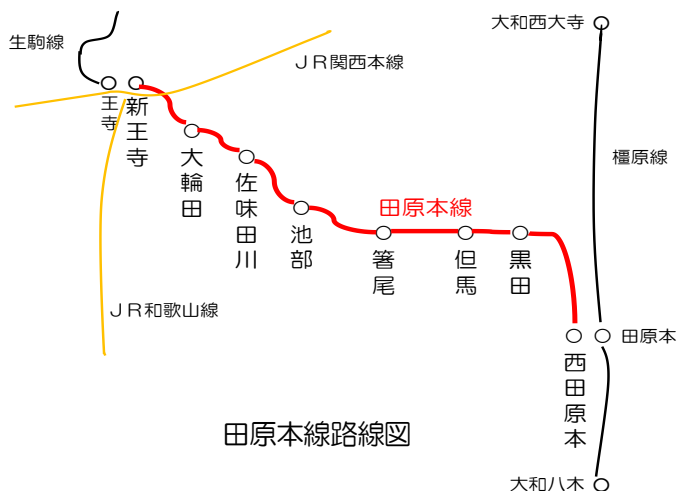 大和西大寺
生駒線
JR関西本線
王寺
新王寺
大輪田
佐味田川
池部
田原本線
箸尾
但馬
黒田
橿原線
JR和歌山線
田原本
西田原本
田原本線路線図
大和八木